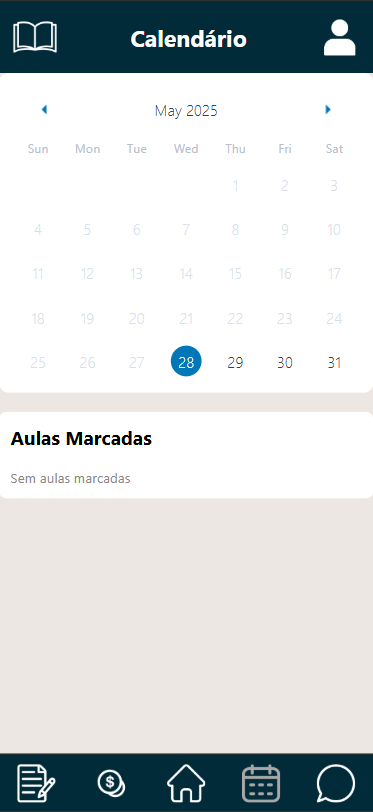 Calendário
May 2025
Sun Mon Tue Wed Thu Fri Sat
1 2 3
4 5 6 7 8 9 10
11 12 13 14 15 16 17
18 19 20 21 22 23 24
25 26 27 28 29 30 31
Aulas Marcadas
Sem aulas marcadas
$